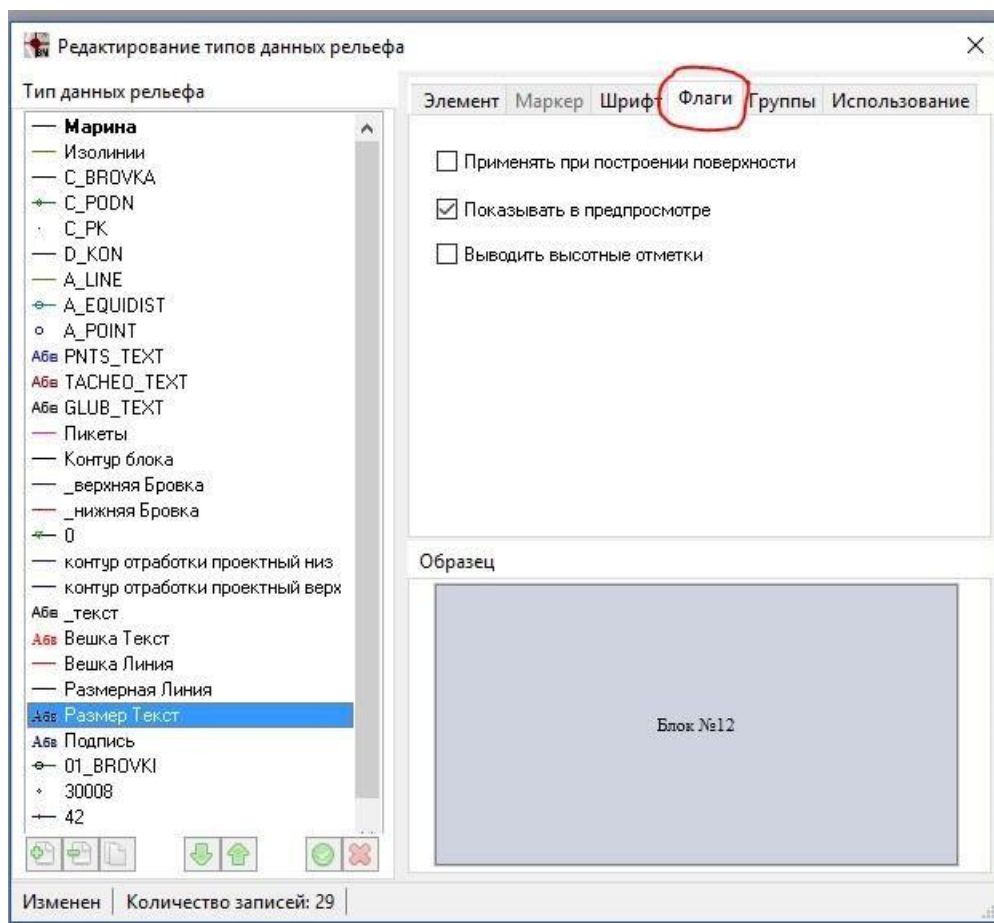 BN Редактирование типов данных рельефа
Тип данных рельефа
Марина
Изолинии
C_BROVKA
C_PODN
C_PK
D_KON
A_LINE
A_EQUIDIST
A_POINT
Абв PNTS_TEXT
Абв TACHEO_TEXT
Абв GLUB_TEXT
Пикеты
Контур блока
_верхняя Бровка
_нижняя Бровка
0
контур отработки проектный низ
контур отработки проектный верх
Абв _текст
Абв Вешка Текст
Вешка Линия
Размерная Линия
Абв Размер Текст
Абв Подпись
01_BROVKI
30008
42
Элемент Маркер Шрифт Флаги Группы Использование
Применять при построении поверхности
Показывать в предпросмотре
Выводить высотные отметки
Образец
Блок №12
Изменен Количество записей: 29